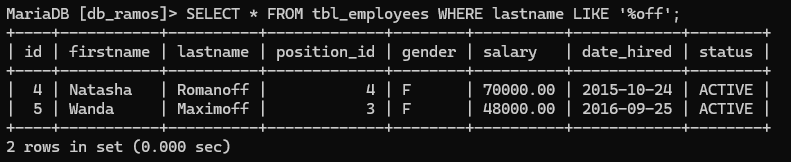 MariaDB [db_ramos]> SELECT * FROM tbl_employees WHERE lastname LIKE '%off';
+----+-----------+----------+-------------+--------+----------+------------+--------+
| id | firstname | lastname | position_id | gender | salary   | date_hired | status |
+----+-----------+----------+-------------+--------+----------+------------+--------+
|  4 | Natasha   | Romanoff |           4 | F      | 70000.00 | 2015-10-24 | ACTIVE |
|  5 | Wanda     | Maximoff |           3 | F      | 48000.00 | 2016-09-25 | ACTIVE |
+----+-----------+----------+-------------+--------+----------+------------+--------+
2 rows in set (0.000 sec)